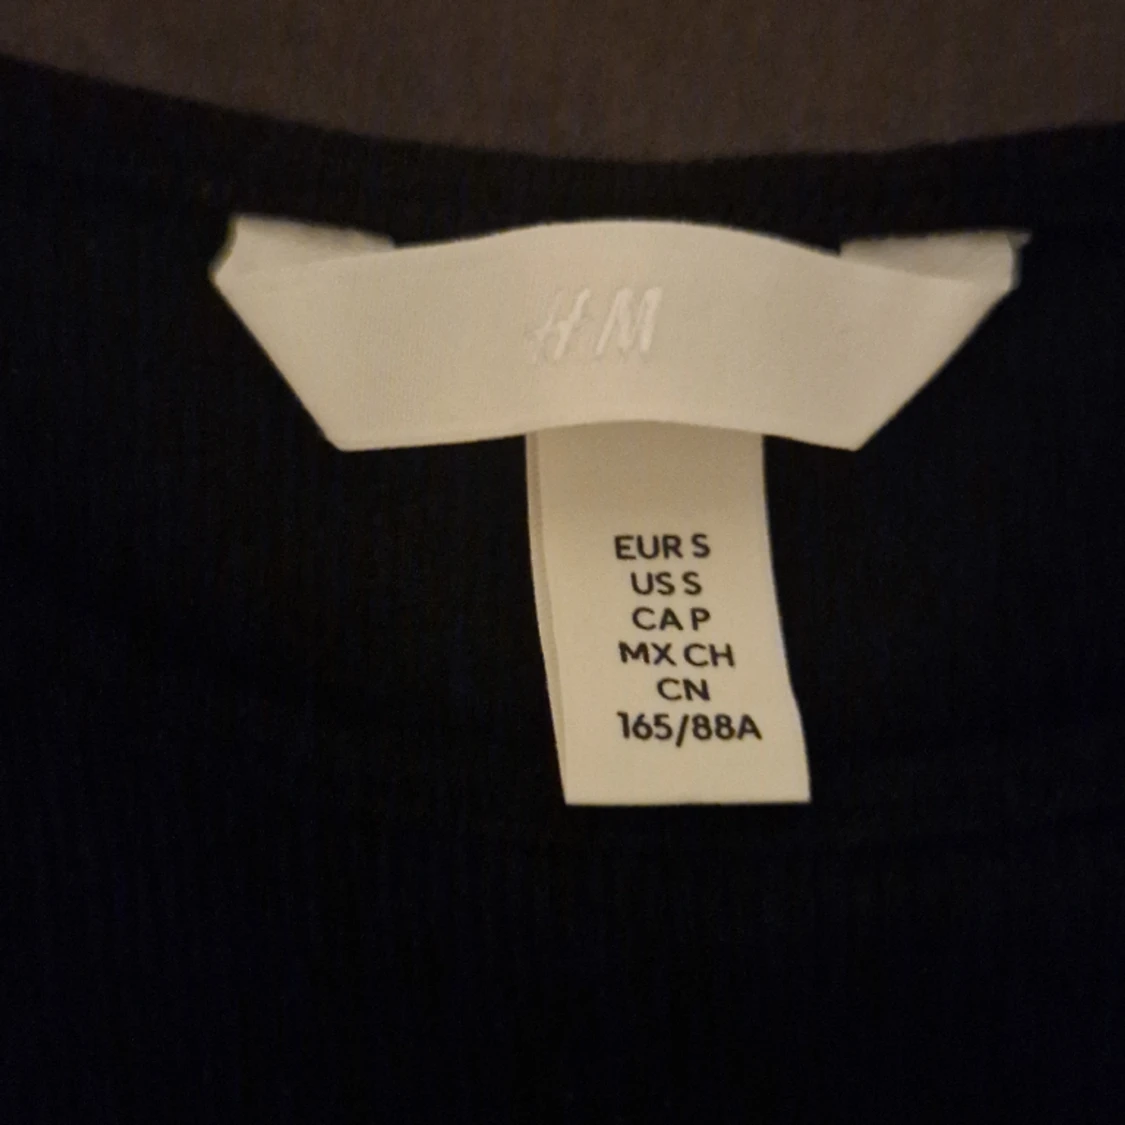 H&M
EUR S
US S
CA P
MX CH
CN
165/88A